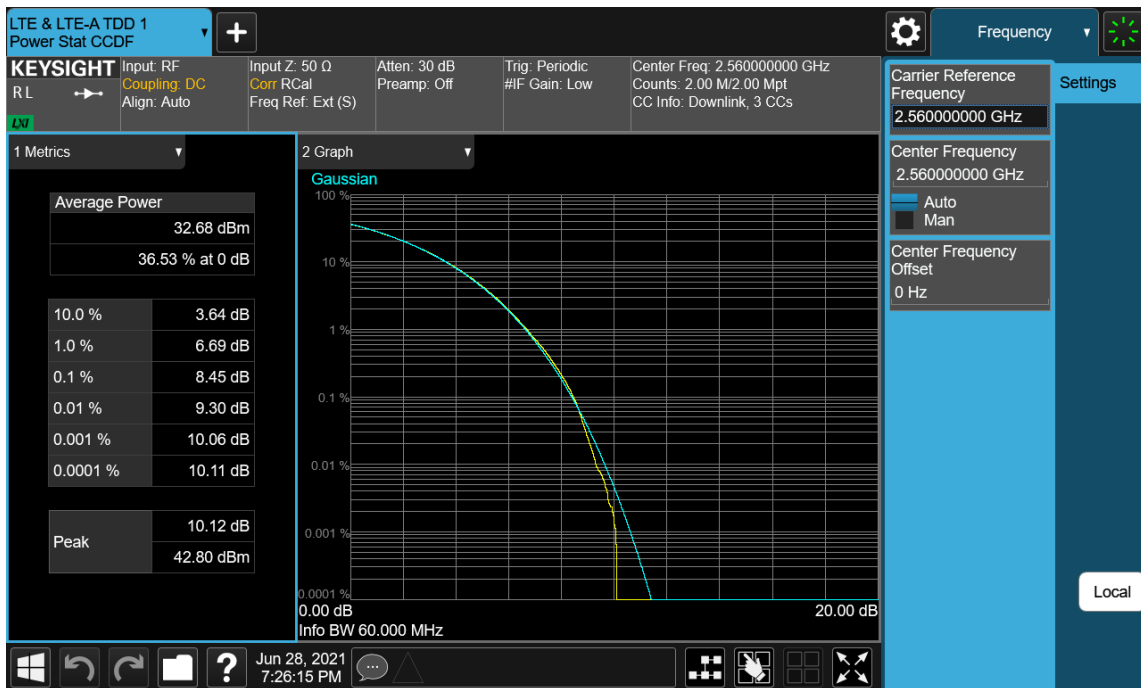 LTE & LTE-A TDD 1
Power Stat CCDF
+
Frequency
KEYSIGHT
R L
LXI
Input: RF
Coupling: DC
Align: Auto
Input Z: 50 Ω
Corr RCal
Freq Ref: Ext (S)
Atten: 30 dB
Preamp: Off
Trig: Periodic
#IF Gain: Low
Center Freq: 2.560000000 GHz
Counts: 2.00 M/2.00 Mpt
CC Info: Downlink, 3 CCs
1 Metrics
Average Power
32.68 dBm
36.53 % at 0 dB
10.0 % 3.64 dB
1.0 % 6.69 dB
0.1 % 8.45 dB
0.01 % 9.30 dB
0.001 % 10.06 dB
0.0001 % 10.11 dB
Peak
10.12 dB
42.80 dBm
2 Graph
Gaussian
100 %
10 %
1 %
0.1 %
0.01 %
0.001 %
0.0001 %
0.00 dB 20.00 dB
Info BW 60.000 MHz
Carrier Reference
Frequency
2.560000000 GHz
Center Frequency
2.560000000 GHz
Auto
Man
Center Frequency
Offset
0 Hz
Settings
Local
?
Jun 28, 2021
7:26:15 PM